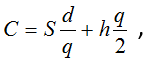 C = S d/q + h q/2 ,